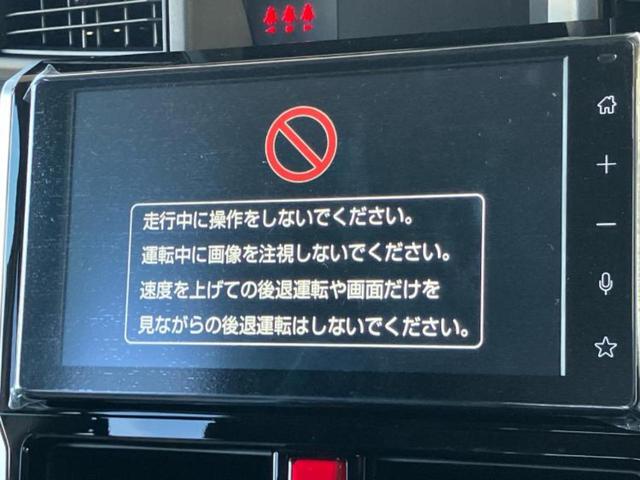 走行中に操作をしないでください。
運転中に画像を注視しないでください。
速度を上げての後退運転や画面だけを
見ながらの後退運転はしないでください。